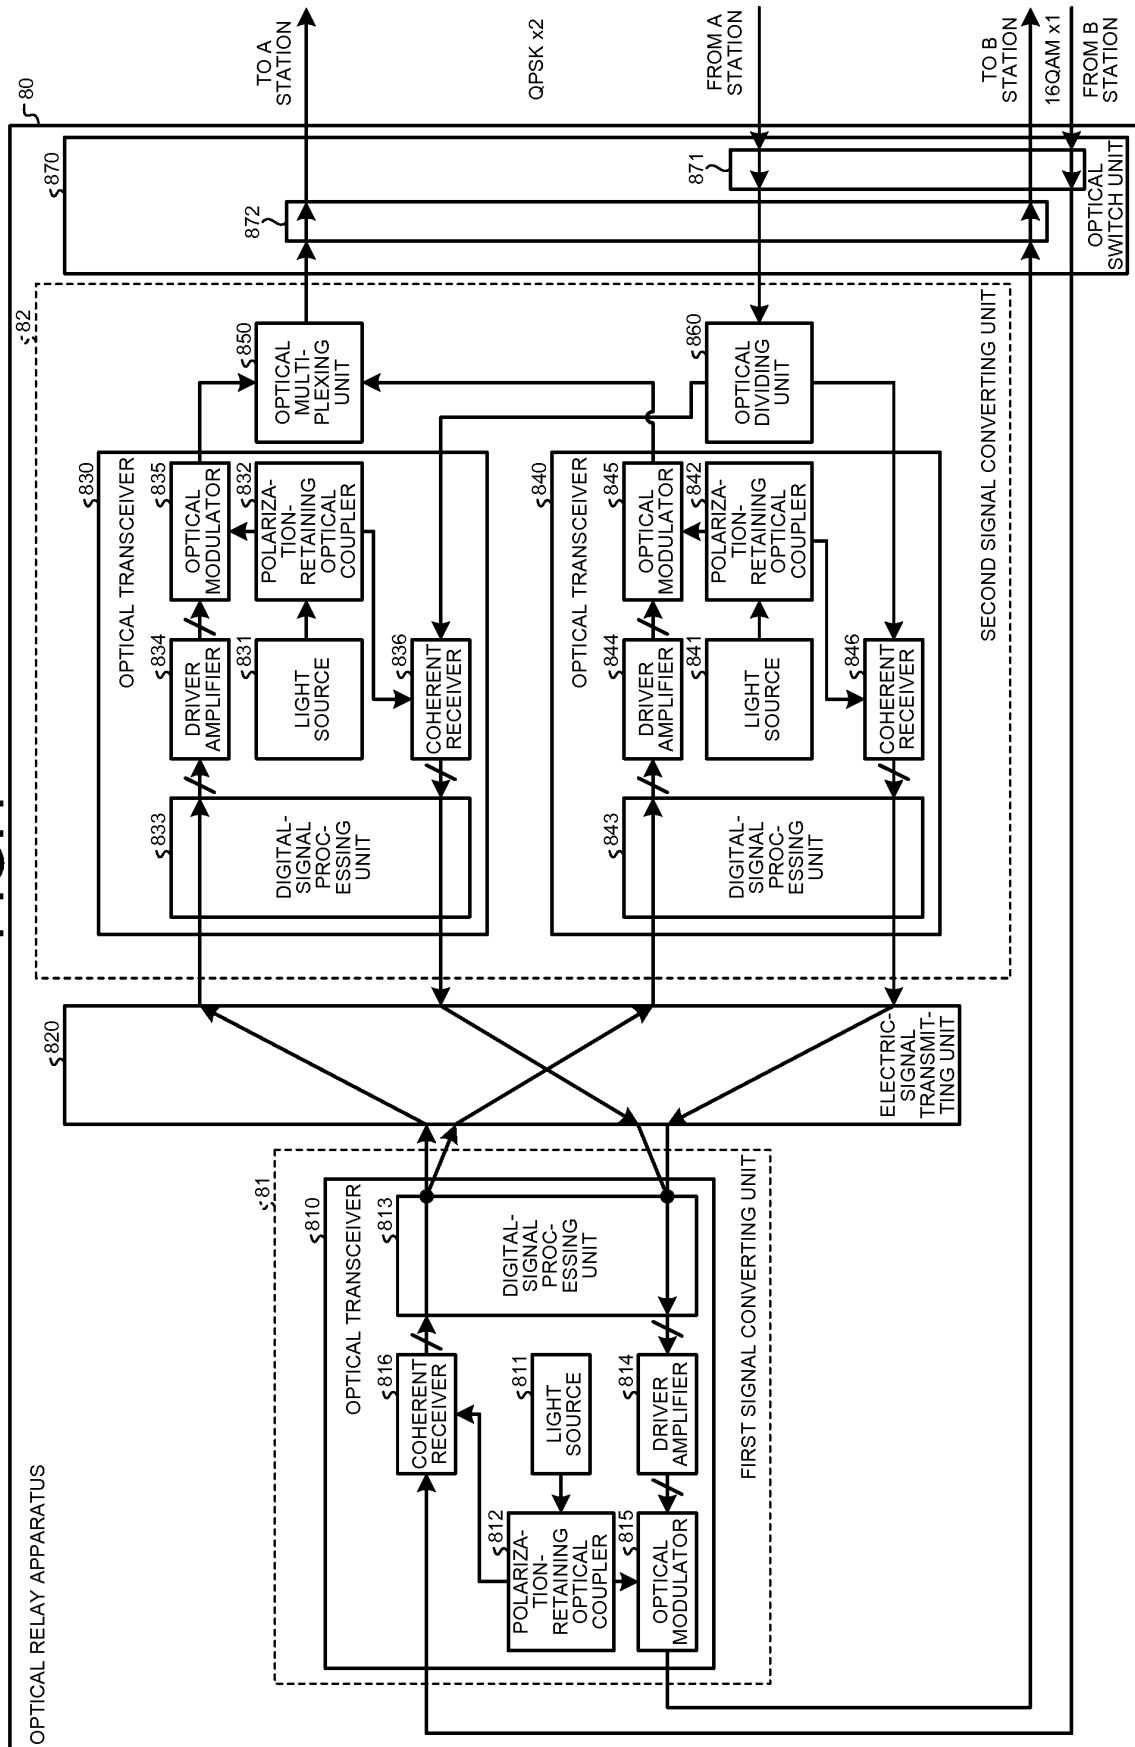 OPTICAL RELAY APPARATUS
80
81
FIRST SIGNAL CONVERTING UNIT
810
OPTICAL TRANSCEIVER
816
COHERENT
RECEIVER
811
LIGHT
SOURCE
812
POLARIZA-
TION-
RETAINING
OPTICAL
COUPLER
813
DIGITAL-
SIGNAL
PROC-
ESSING
UNIT
814
DRIVER
AMPLIFIER
815
OPTICAL
MODULATOR
820
ELECTRIC-
SIGNAL
TRANSMIT-
TING UNIT
82
SECOND SIGNAL CONVERTING UNIT
830
OPTICAL TRANSCEIVER
833
DIGITAL-
SIGNAL
PROC-
ESSING
UNIT
834
DRIVER
AMPLIFIER
835
OPTICAL
MODULATOR
831
LIGHT
SOURCE
832
POLARIZA-
TION-
RETAINING
OPTICAL
COUPLER
836
COHERENT
RECEIVER
840
OPTICAL TRANSCEIVER
843
DIGITAL-
SIGNAL
PROC-
ESSING
UNIT
844
DRIVER
AMPLIFIER
845
OPTICAL
MODULATOR
841
LIGHT
SOURCE
842
POLARIZA-
TION-
RETAINING
OPTICAL
COUPLER
846
COHERENT
RECEIVER
850
OPTICAL
MULTI-
PLEXING
UNIT
860
OPTICAL
DIVIDING
UNIT
870
872
871
OPTICAL
SWITCH UNIT
TO A
STATION
QPSK x2
FROM A
STATION
TO B
STATION
16QAM x1
FROM B
STATION